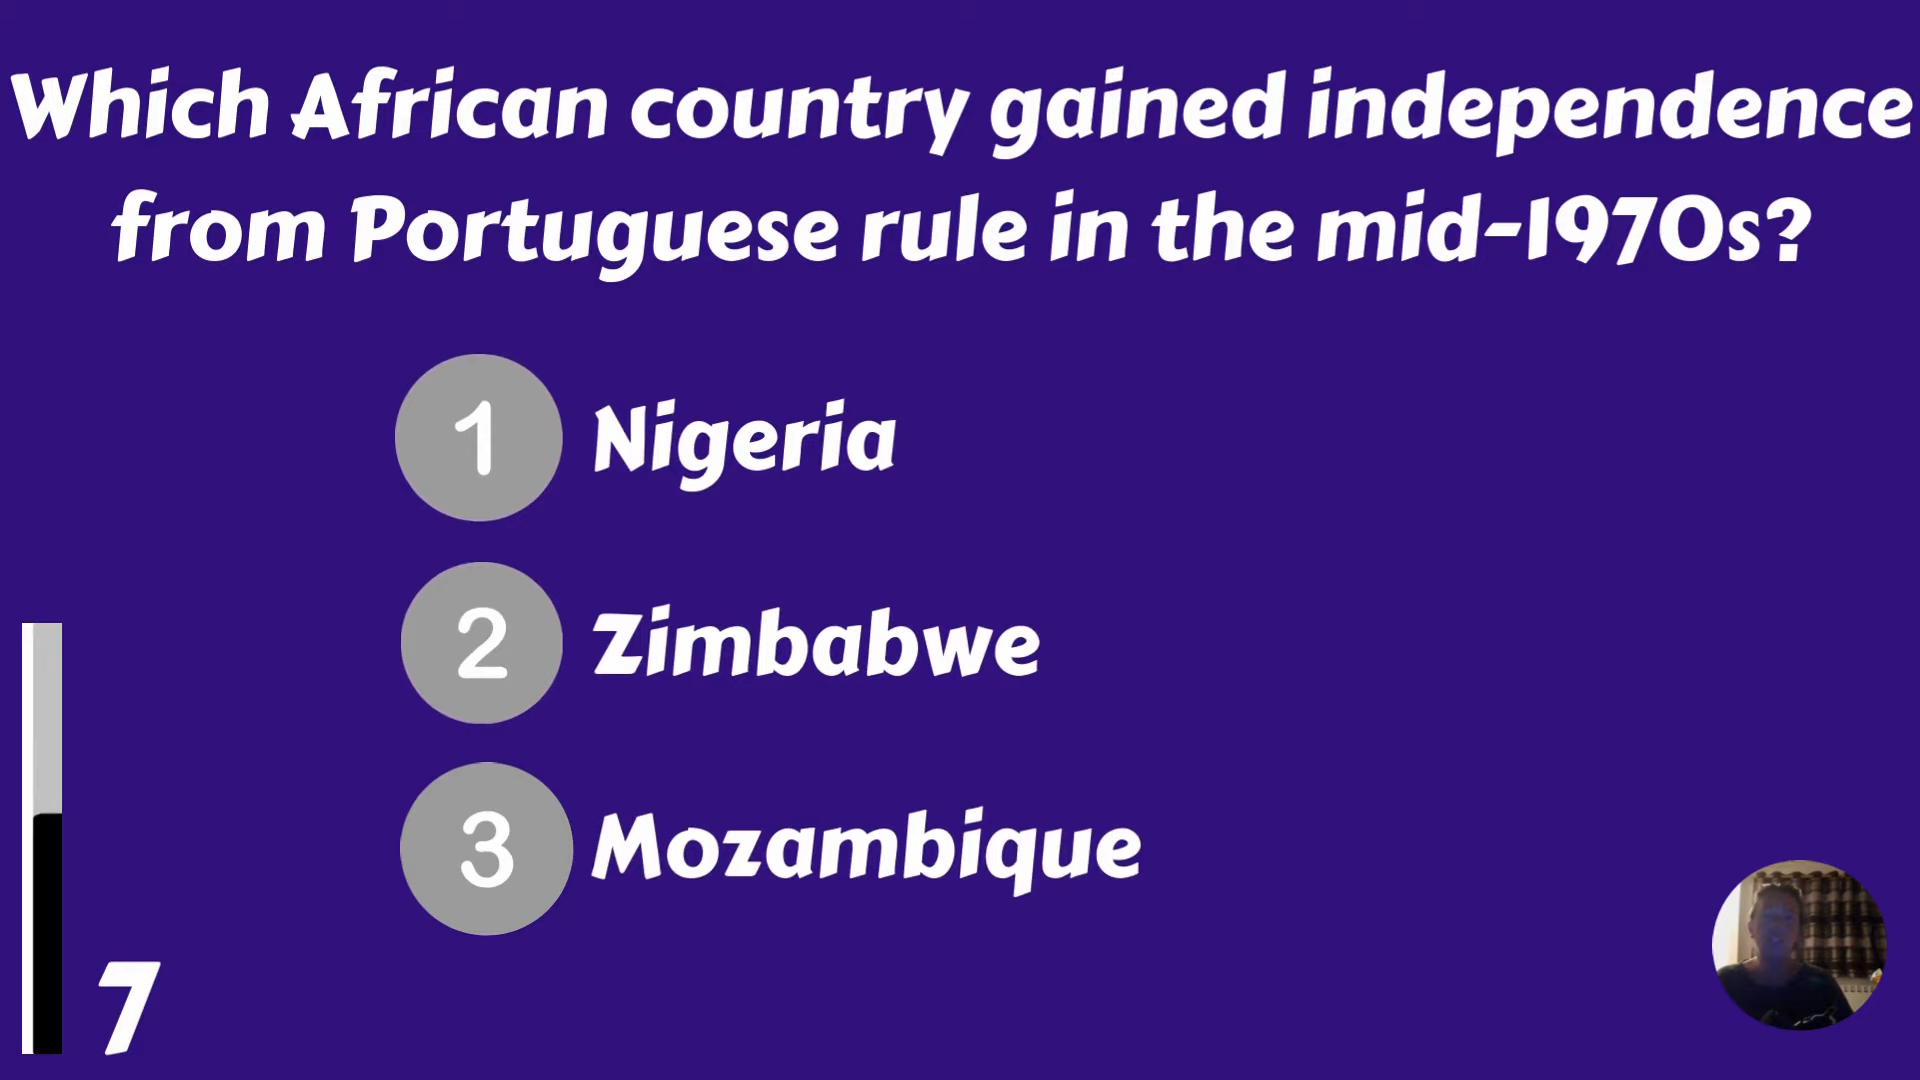 Which African country gained independence
from Portuguese rule in the mid-1970s?
1 Nigeria
2 Zimbabwe
3 Mozambique
7